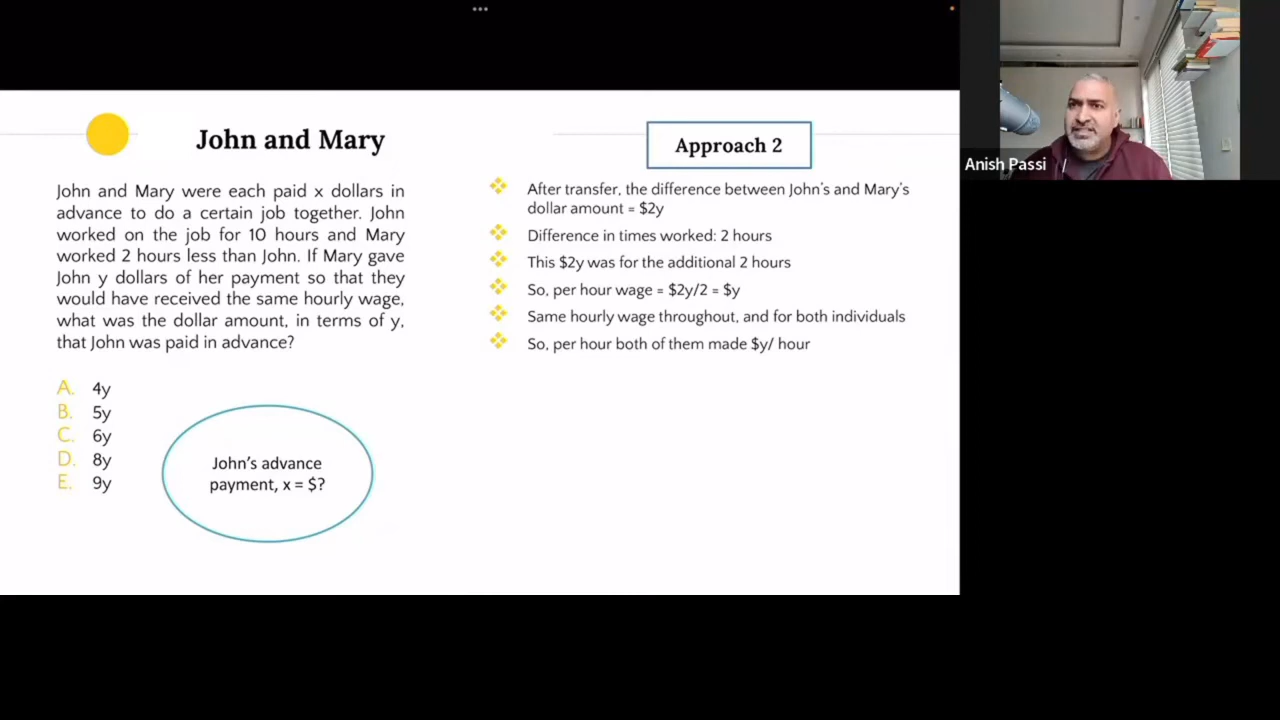 John and Mary
John and Mary were each paid x dollars in
advance to do a certain job together. John
worked on the job for 10 hours and Mary
worked 2 hours less than John. If Mary gave
John y dollars of her payment so that they
would have received the same hourly wage,
what was the dollar amount, in terms of y,
that John was paid in advance?
A. 4y
B. 5y
C. 6y
D. 8y
E. 9y
John's advance
payment, x = $?
Approach 2
After transfer, the difference between John's and Mary's
dollar amount = $2y
Difference in times worked: 2 hours
This $2y was for the additional 2 hours
So, per hour wage = $2y/2 = $y
Same hourly wage throughout, and for both individuals
So, per hour both of them made $y/ hour
Anish Passi